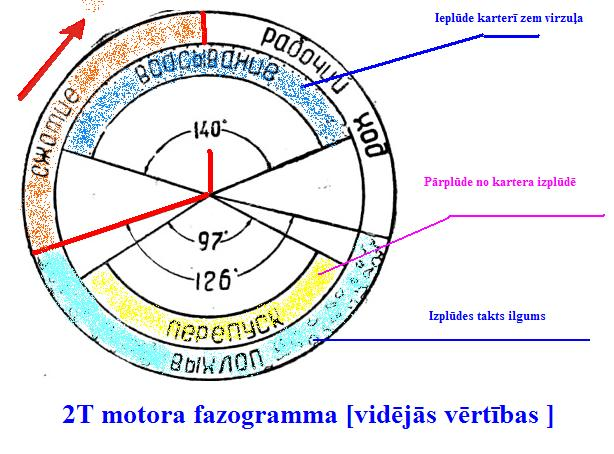 Ieplūde karterī zem virzuļa
рабочий ход
всасывание
сжатие
140°
Pārplūde no kartera izplūdē
97°
126°
Izplūdes takts ilgums
перепуск
выхлоп
2T motora fazogramma [vidējās vērtības ]